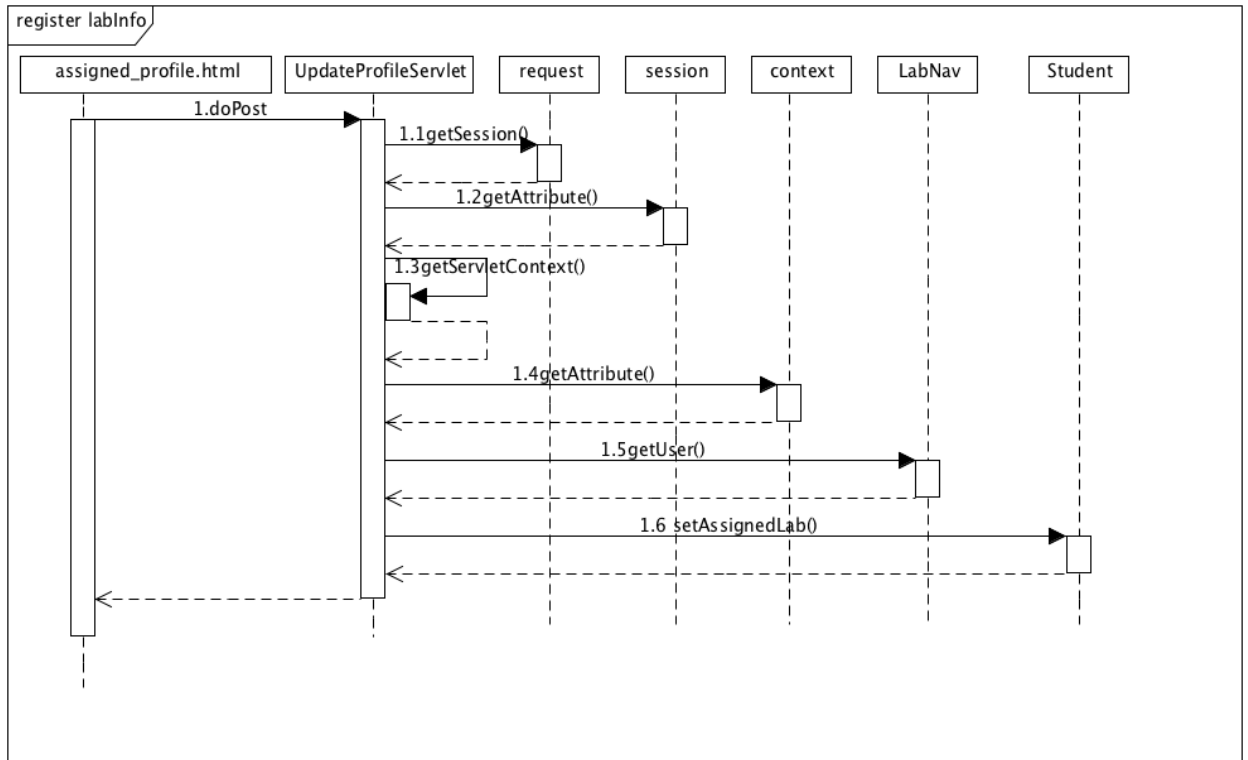 register labInfo
assigned_profile.html
UpdateProfileServlet
request
session
context
LabNav
Student
1.doPost
1.1getSession()
1.2getAttribute()
1.3getServletContext()
1.4getAttribute()
1.5getUser()
1.6 setAssignedLab()